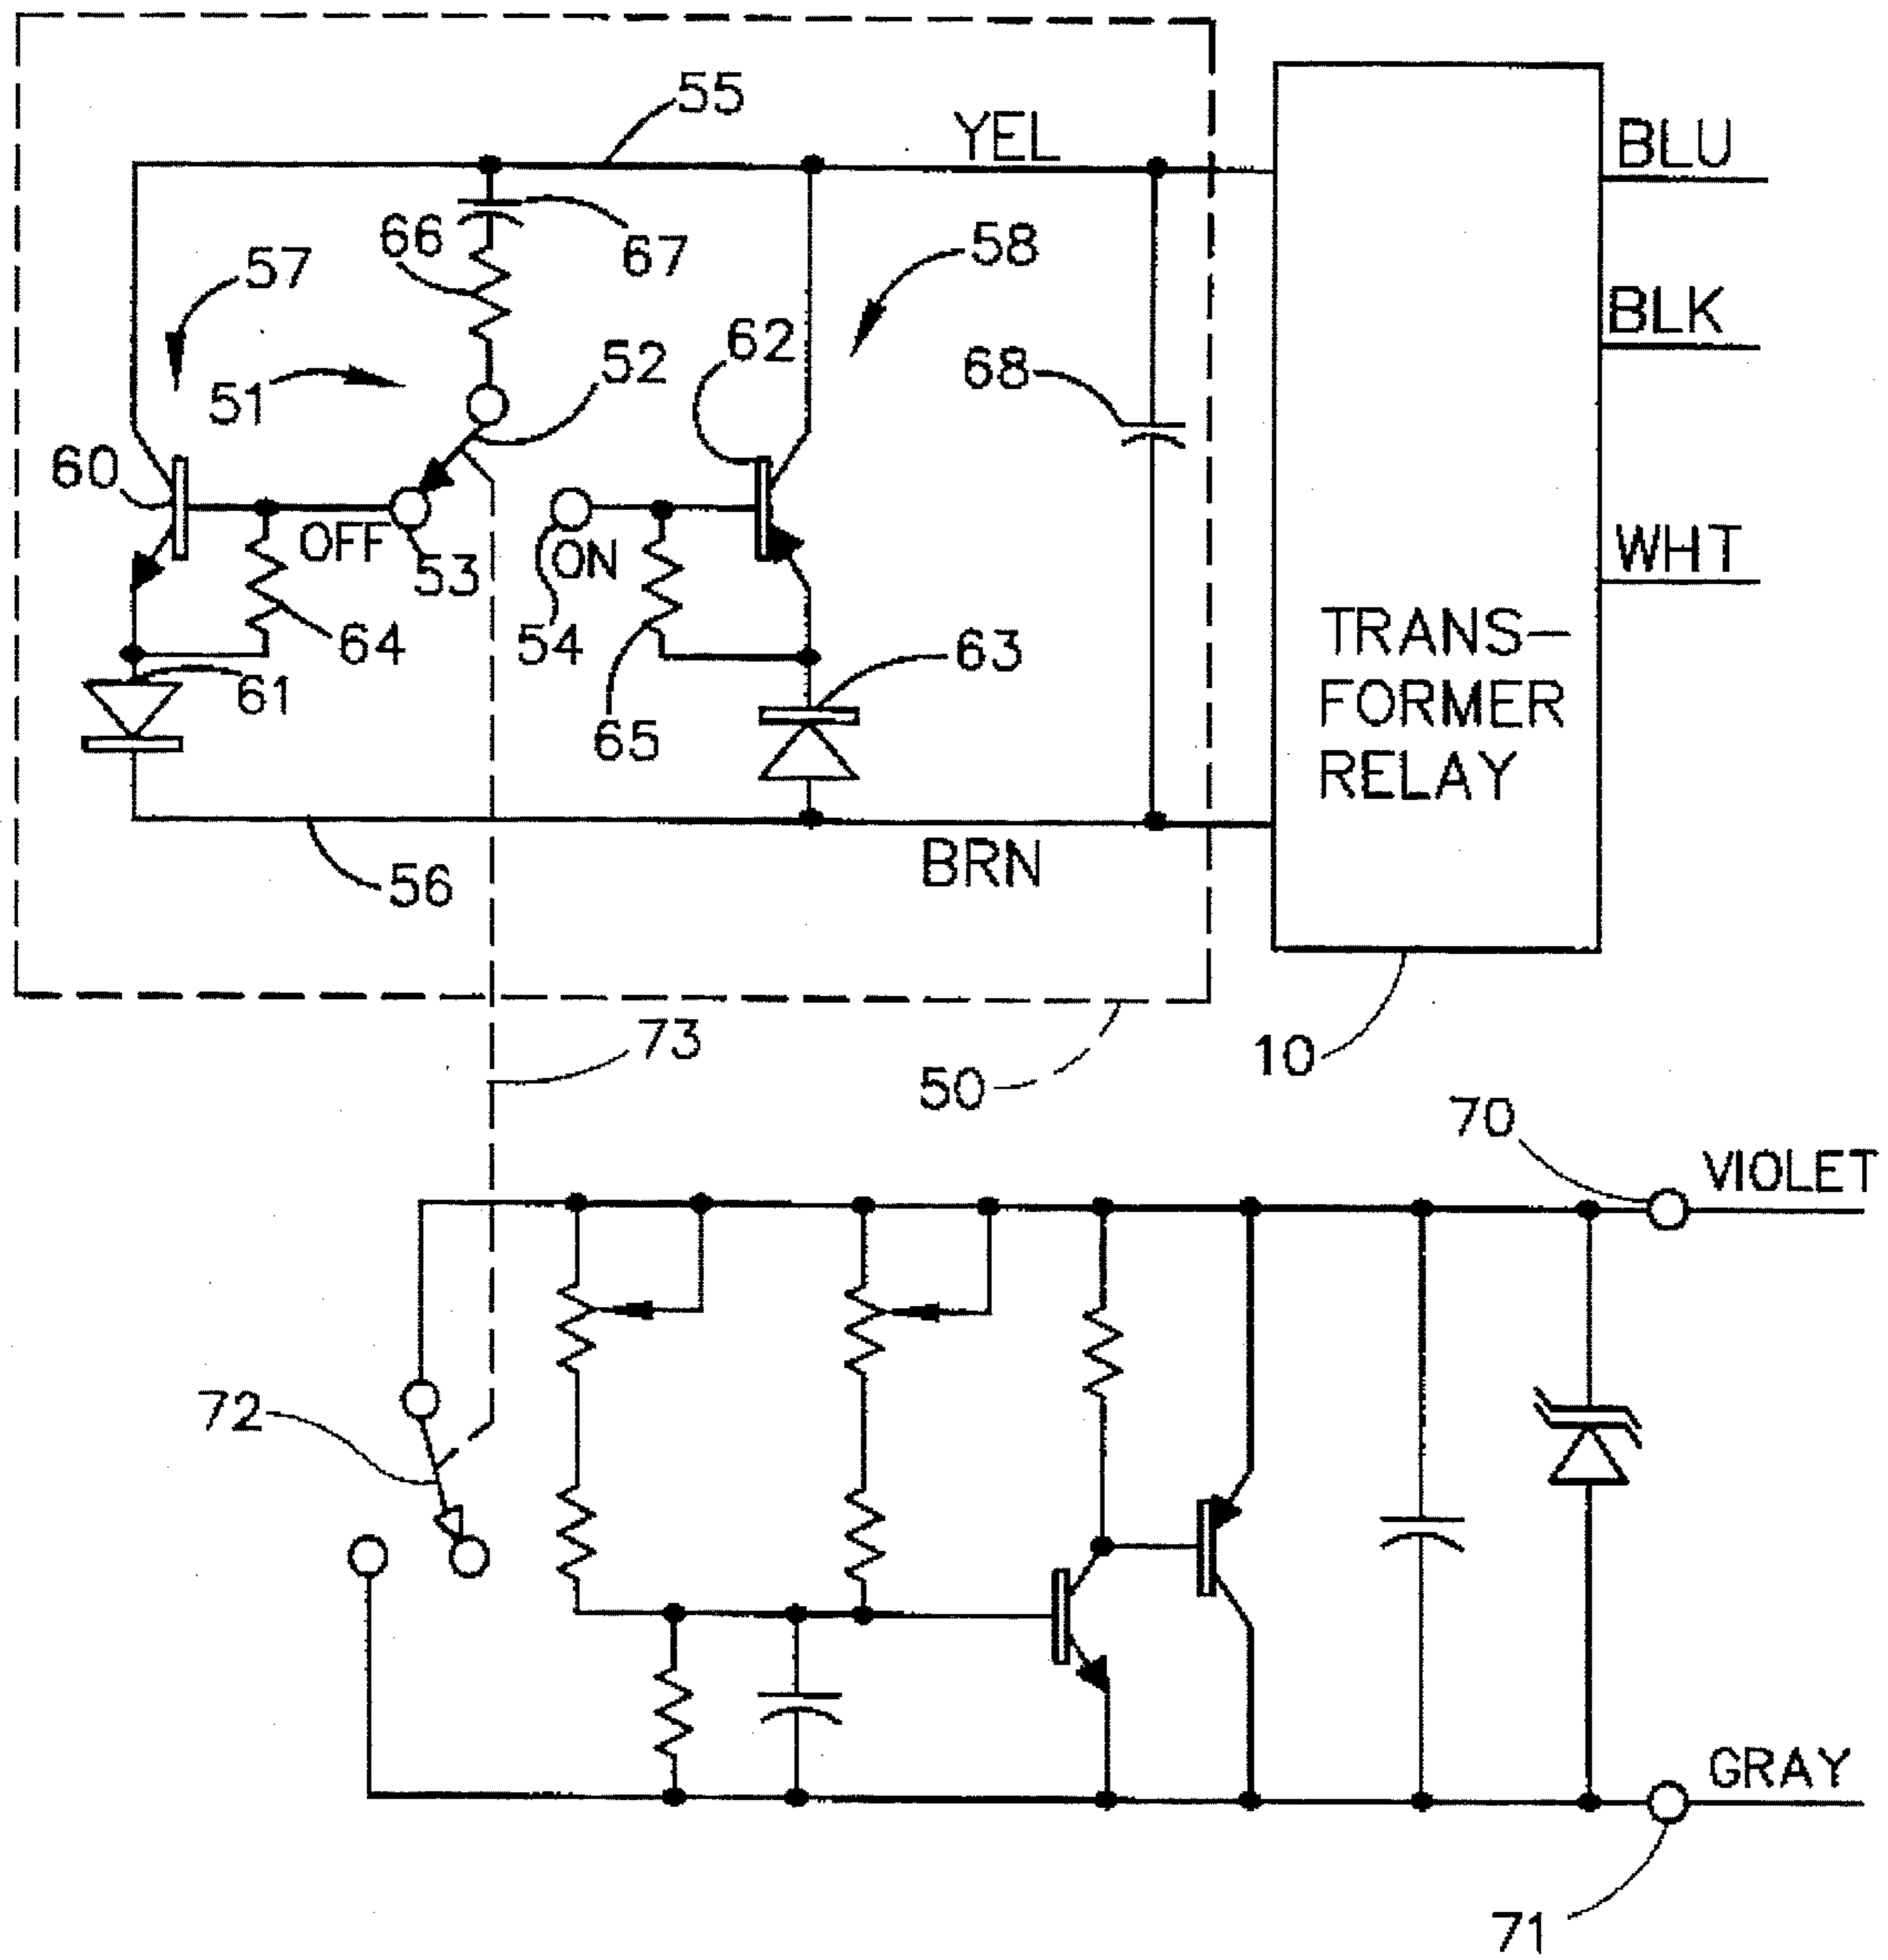 55
YEL
BLU
66
67
58
57
BLK
62
52
68
51
60
OFF
53
ON
WHT
54
64
63
61
65
TRANS-
FORMER
RELAY
BRN
56
73
50
10
70
VIOLET
72
GRAY
71